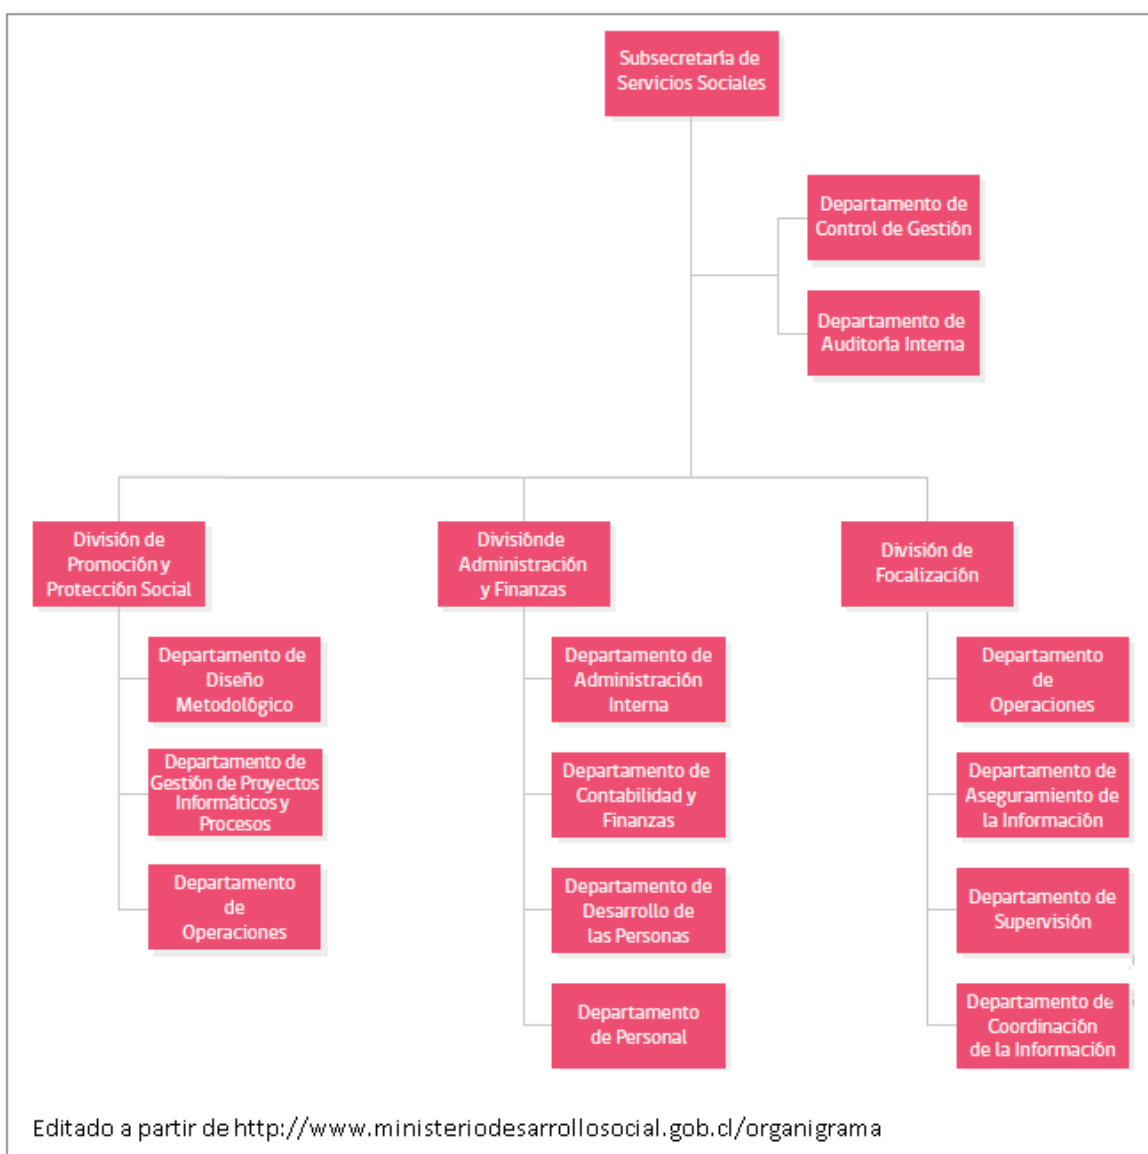 Subsecretaría de
Servicios Sociales
Departamento de
Control de Gestión
Departamento de
Auditoría Interna
División de
Promoción y
Protección Social
Departamento de
Diseño
Metodológico
Departamento de
Gestión de Proyectos
Informáticos y
Procesos
Departamento
de
Operaciones
Divisiónde
Administración
y Finanzas
Departamento de
Administración
Interna
Departamento de
Contabilidad y
Finanzas
Departamento de
Desarrollo de
las Personas
Departamento
de Personal
División de
Focalización
Departamento
de
Operaciones
Departamento de
Aseguramiento de
la Información
Departamento de
Supervisión
Departamento de
Coordinación
de la Información
Editado a partir de http://www.ministeriodesarrollosocial.gob.cl/organigrama